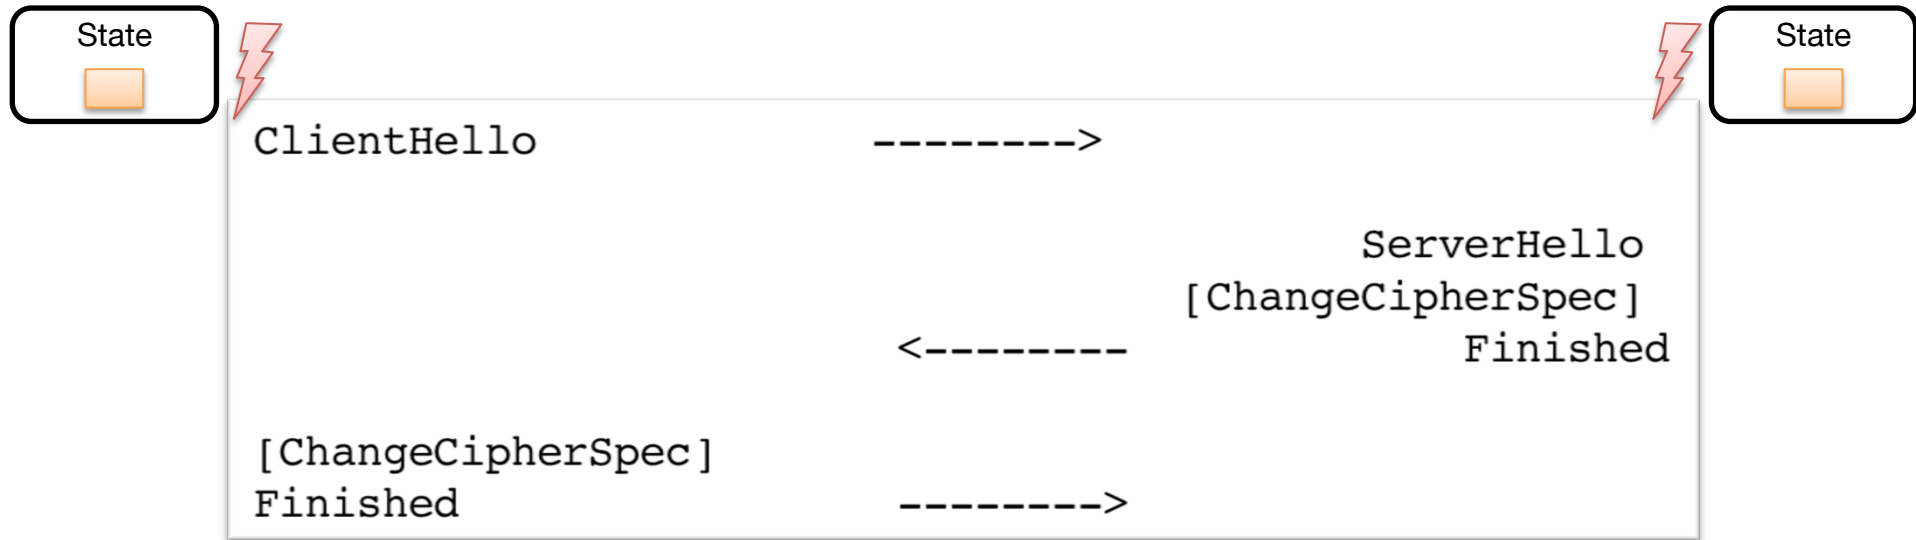 State
State
ClientHello -------->
ServerHello
[ChangeCipherSpec]
<-------- Finished
[ChangeCipherSpec]
Finished -------->